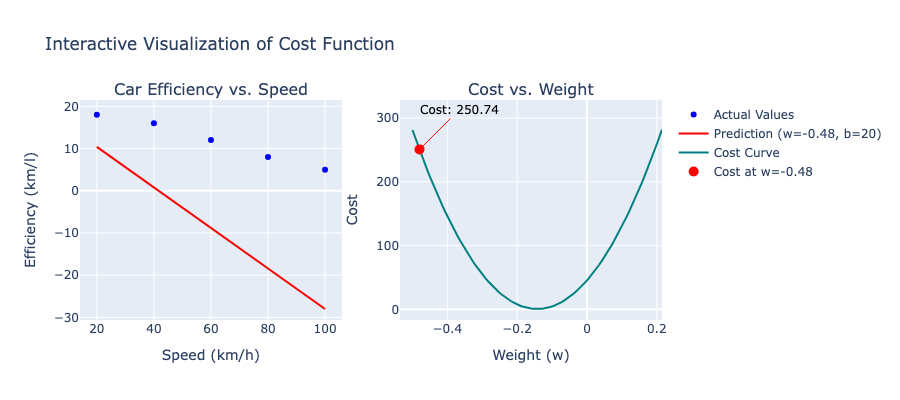 Interactive Visualization of Cost Function
Car Efficiency vs. Speed
20
10
0
−10
−20
−30
Efficiency (km/l)
20 40 60 80 100
Speed (km/h)
Cost vs. Weight
Cost: 250.74
300
200
100
0
Cost
−0.4 −0.2 0 0.2
Weight (w)
Actual Values
Prediction (w=-0.48, b=20)
Cost Curve
Cost at w=-0.48